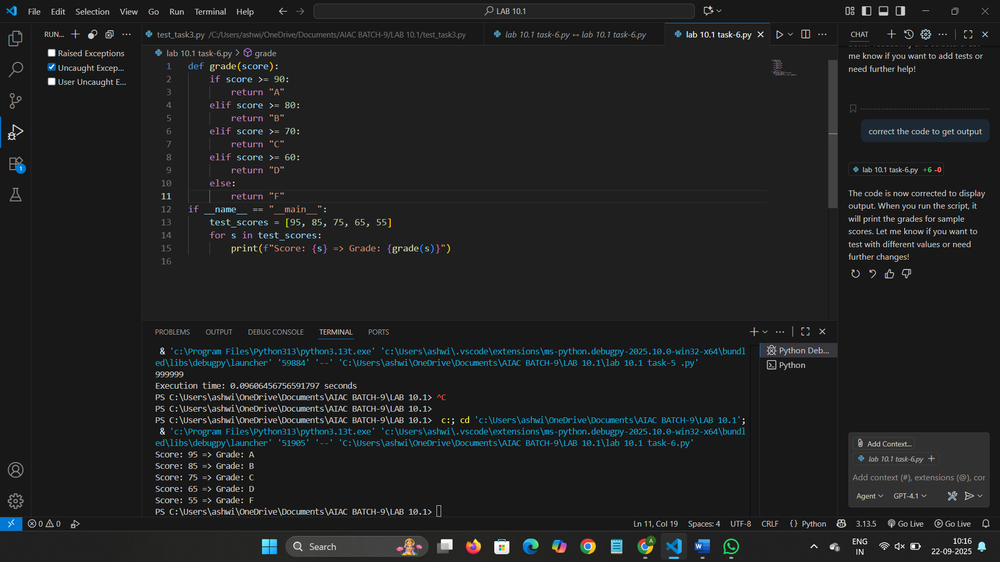 File Edit Selection View Go Run Terminal Help
LAB 10.1
RUN...
Raised Exceptions
Uncaught Excep...
User Uncaught E...
1
test_task3.py /C:/Users/ashwi/OneDrive/Documents/AIAC BATCH-9/LAB 10.1/test_task3.py
lab 10.1 task-6.py ↔ lab 10.1 task-6.py
lab 10.1 task-6.py
lab 10.1 task-6.py > grade
1 def grade(score):
2     if score >= 90:
3         return "A"
4     elif score >= 80:
5         return "B"
6     elif score >= 70:
7         return "C"
8     elif score >= 60:
9         return "D"
10     else:
11         return "F"
12 if __name__ == "__main__":
13     test_scores = [95, 85, 75, 65, 55]
14     for s in test_scores:
15         print(f"Score: {s} => Grade: {grade(s)}")
16
PROBLEMS OUTPUT DEBUG CONSOLE TERMINAL PORTS
& 'c:\Program Files\Python313\python3.13t.exe' 'c:\Users\ashwi\.vscode\extensions\ms-python.debugpy-2025.10.0-win32-x64\bundl
ed\libs\debugpy\launcher' '59884' '--' 'C:\Users\ashwi\OneDrive\Documents\AIAC BATCH-9\LAB 10.1\lab 10.1 task-5 .py'
999999
Execution time: 0.09606456756591797 seconds
PS C:\Users\ashwi\OneDrive\Documents\AIAC BATCH-9\LAB 10.1> ^C
PS C:\Users\ashwi\OneDrive\Documents\AIAC BATCH-9\LAB 10.1>
PS C:\Users\ashwi\OneDrive\Documents\AIAC BATCH-9\LAB 10.1>  c:; cd 'c:\Users\ashwi\OneDrive\Documents\AIAC BATCH-9\LAB 10.1';
& 'c:\Program Files\Python313\python3.13t.exe' 'c:\Users\ashwi\.vscode\extensions\ms-python.debugpy-2025.10.0-win32-x64\bundl
ed\libs\debugpy\launcher' '51905' '--' 'C:\Users\ashwi\OneDrive\Documents\AIAC BATCH-9\LAB 10.1\lab 10.1 task-6.py'
Score: 95 => Grade: A
Score: 85 => Grade: B
Score: 75 => Grade: C
Score: 65 => Grade: D
Score: 55 => Grade: F
PS C:\Users\ashwi\OneDrive\Documents\AIAC BATCH-9\LAB 10.1>
Python Deb...
Python
CHAT
better readability and structure. Let
me know if you want to add tests or
need further help!
correct the code to get output
lab 10.1 task-6.py +6 -0
The code is now corrected to display
output. When you run the script, it
will print the grades for sample
scores. Let me know if you want to
test with different values or need
further changes!
Add Context...
lab 10.1 task-6.py
Add context (#), extensions (@), cor
Agent GPT-4.1
0 0
Ln 11, Col 19 Spaces: 4 UTF-8 CRLF {} Python 3.13.5 Go Live Go Live
Search
A
ENG
IN
10:16
22-09-2025